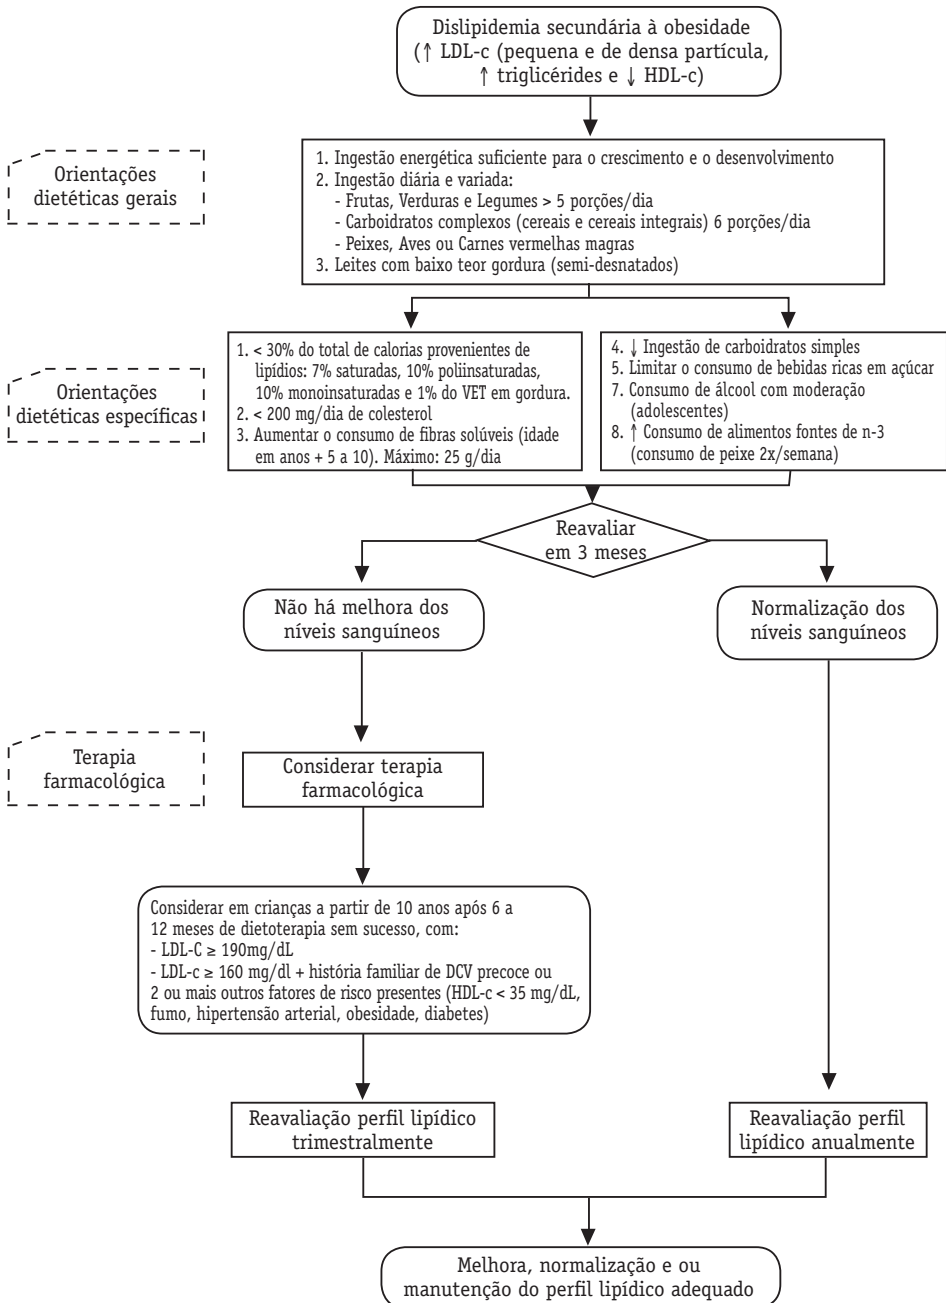 Dislipidemia secundária à obesidade
(↑ LDL-c (pequena e de densa partícula,
↑ triglicérides e ↓ HDL-c)
Orientações
dietéticas gerais
1. Ingestão energética suficiente para o crescimento e o desenvolvimento
2. Ingestão diária e variada:
- Frutas, Verduras e Legumes > 5 porções/dia
- Carboidratos complexos (cereais e cereais integrais) 6 porções/dia
- Peixes, Aves ou Carnes vermelhas magras
3. Leites com baixo teor gordura (semi-desnatados)
Orientações
dietéticas específicas
1. < 30% do total de calorias provenientes de
lipídios: 7% saturadas, 10% poliinsaturadas,
10% monoinsaturadas e 1% do VET em gordura.
2. < 200 mg/dia de colesterol
3. Aumentar o consumo de fibras solúveis (idade
em anos + 5 a 10). Máximo: 25 g/dia
4. ↓ Ingestão de carboidratos simples
5. Limitar o consumo de bebidas ricas em açúcar
7. Consumo de álcool com moderação
(adolescentes)
8. ↑ Consumo de alimentos fontes de n-3
(consumo de peixe 2x/semana)
Reavaliar
em 3 meses
Não há melhora dos
níveis sanguíneos
Normalização dos
níveis sanguíneos
Terapia
farmacológica
Considerar terapia
farmacológica
Considerar em crianças a partir de 10 anos após 6 a
12 meses de dietoterapia sem sucesso, com:
- LDL-C ≥ 190mg/dL
- LDL-c ≥ 160 mg/dl + história familiar de DCV precoce ou
2 ou mais outros fatores de risco presentes (HDL-c < 35 mg/dL,
fumo, hipertensão arterial, obesidade, diabetes)
Reavaliação perfil lipídico
trimestralmente
Reavaliação perfil
lipídico anualmente
Melhora, normalização e ou
manutenção do perfil lipídico adequado